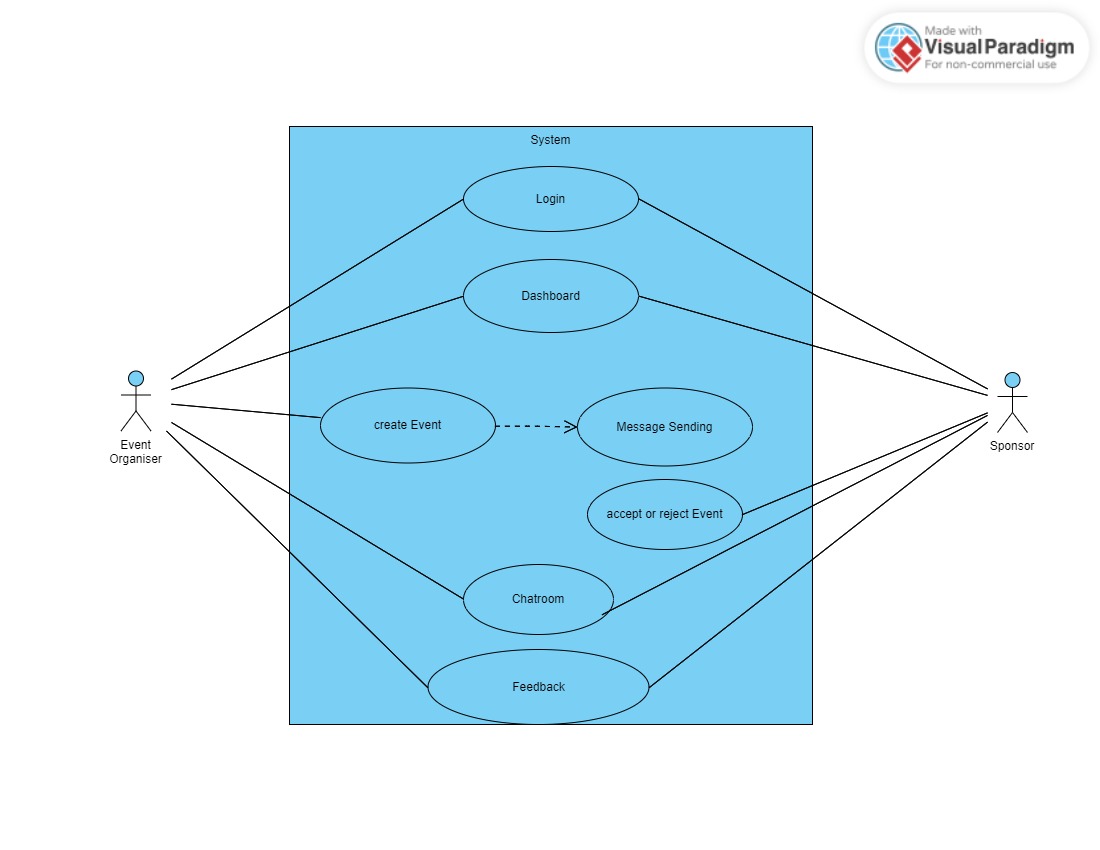 Made with
Visual Paradigm
For non-commercial use
System
Login
Dashboard
create Event
Message Sending
Event
Organiser
Sponsor
accept or reject Event
Chatroom
Feedback